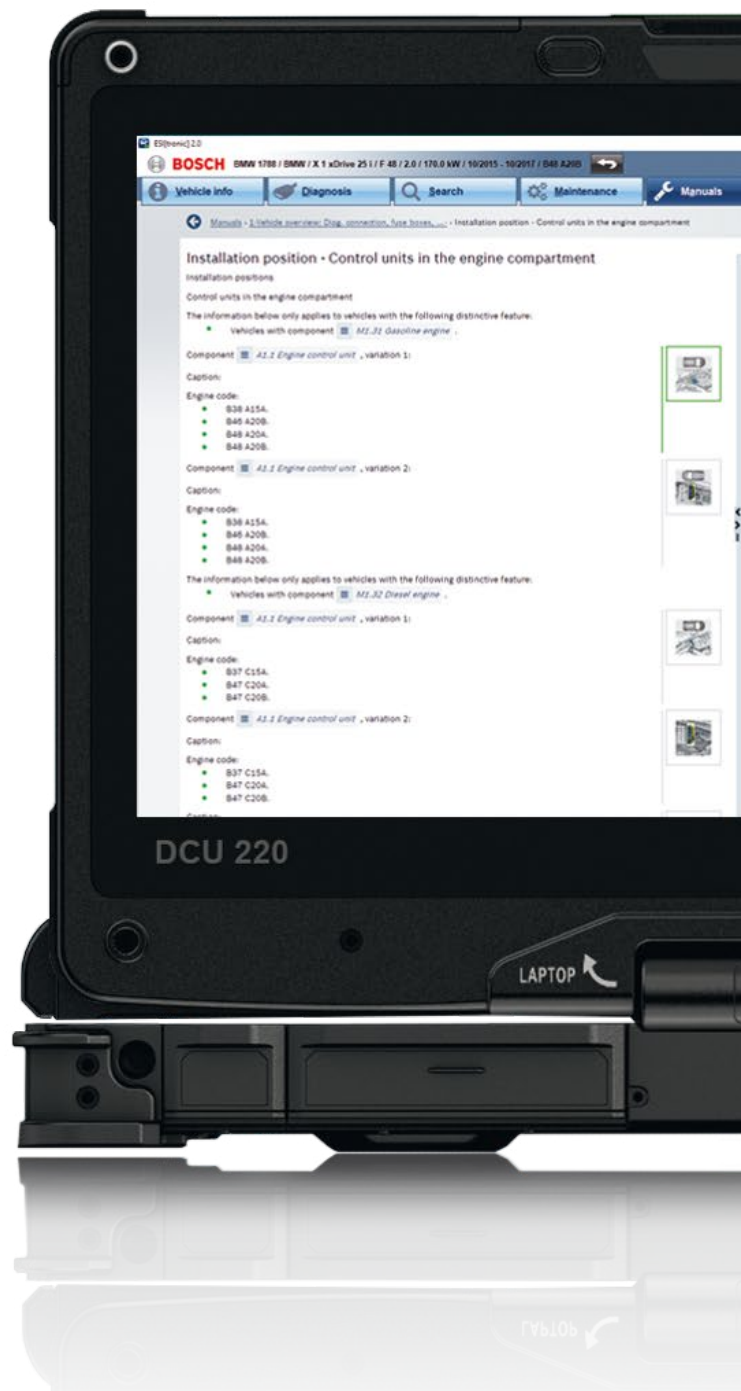 ESI[tronic] 2.0
BOSCH BMW 1788 / BMW / X 1 xDrive 25 i / F 48 / 2.0 / 170.0 kW / 10/2015 - 10/2017 / B48 A20B
Vehicle info Diagnosis Search Maintenance Manuals
Manuals - 1 Vehicle overview: Diag. connection, fuse boxes, ... - Installation position - Control units in the engine compartment
Installation position - Control units in the engine compartment
Installation positions
Control units in the engine compartment
The information below only applies to vehicles with the following distinctive feature:
Vehicles with component M1.31 Gasoline engine .
Component A1.1 Engine control unit , variation 1:
Caption:
Engine code:
B38 A15A.
B46 A20B.
B48 A20A.
B48 A20B.
Component A1.1 Engine control unit , variation 2:
Caption:
Engine code:
B38 A15A.
B46 A20B.
B48 A20A.
B48 A20B.
The information below only applies to vehicles with the following distinctive feature:
Vehicles with component M1.32 Diesel engine .
Component A1.1 Engine control unit , variation 1:
Caption:
Engine code:
B37 C15A.
B47 C20A.
B47 C20B.
Component A1.1 Engine control unit , variation 2:
Caption:
Engine code:
B37 C15A.
B47 C20A.
B47 C20B.
DCU 220
LAPTOP